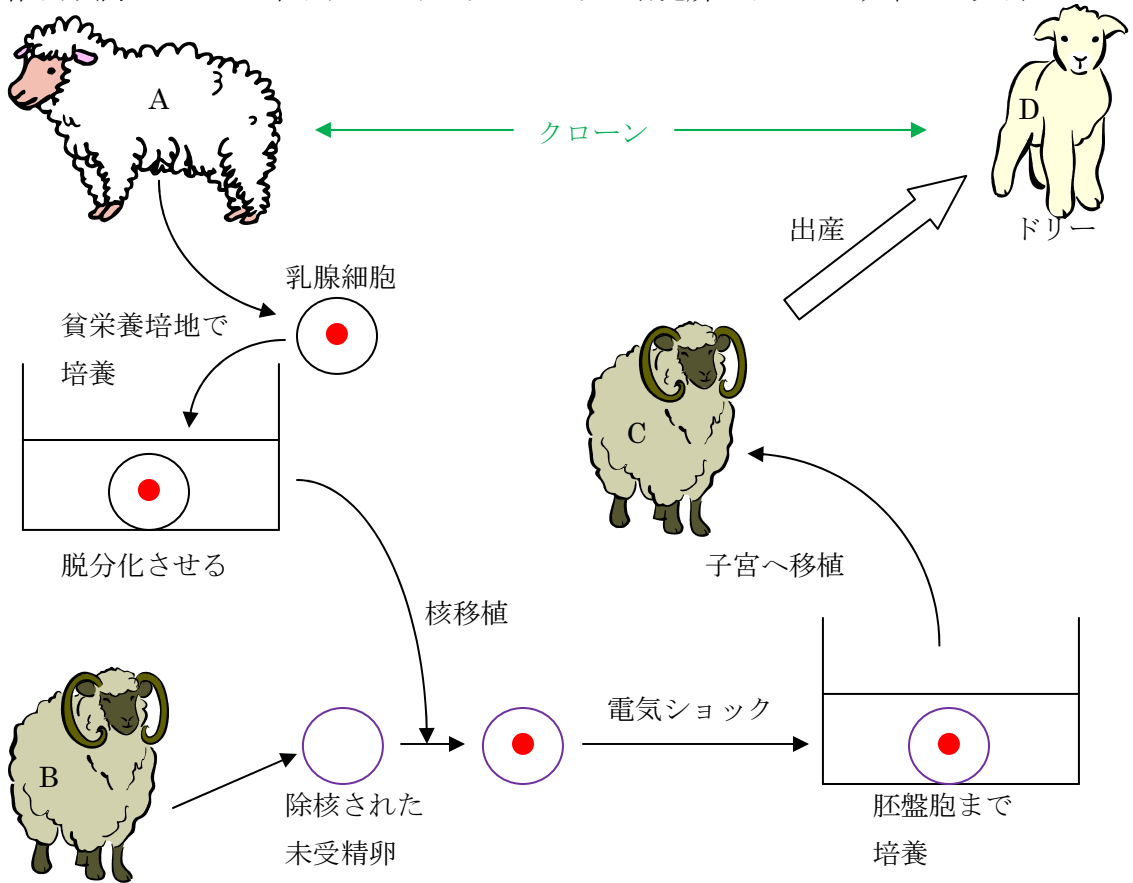 A
クローン
D
ドリー
出産
乳腺細胞
貧栄養培地で
培養
C
脱分化させる
子宮へ移植
核移植
電気ショック
B
除核された
未受精卵
胚盤胞まで
培養